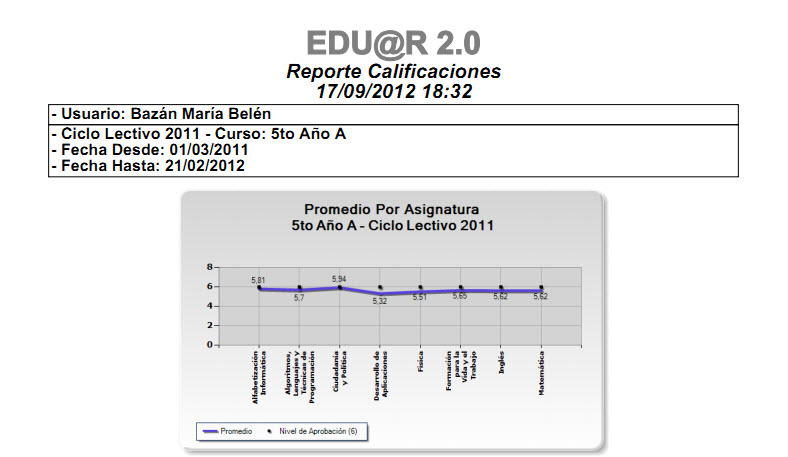 EDU@R 2.0
Reporte Calificaciones
17/09/2012 18:32
- Usuario: Bazán María Belén
- Ciclo Lectivo 2011 - Curso: 5to Año A
- Fecha Desde: 01/03/2011
- Fecha Hasta: 21/02/2012
Promedio Por Asignatura
5to Año A - Ciclo Lectivo 2011
8
6
4
2
0
5,81
5,7
5,94
5,32
5,51
5,65
5,62
5,62
Alfabetización
Informática
Algoritmos,
Lenguajes y
Técnicas de
Programación
Ciudadanía
y Política
Desarrollo de
Aplicaciones
Física
Formación
para la
Vida y el
Trabajo
Inglés
Matemática
Promedio
Nivel de Aprobación (6)